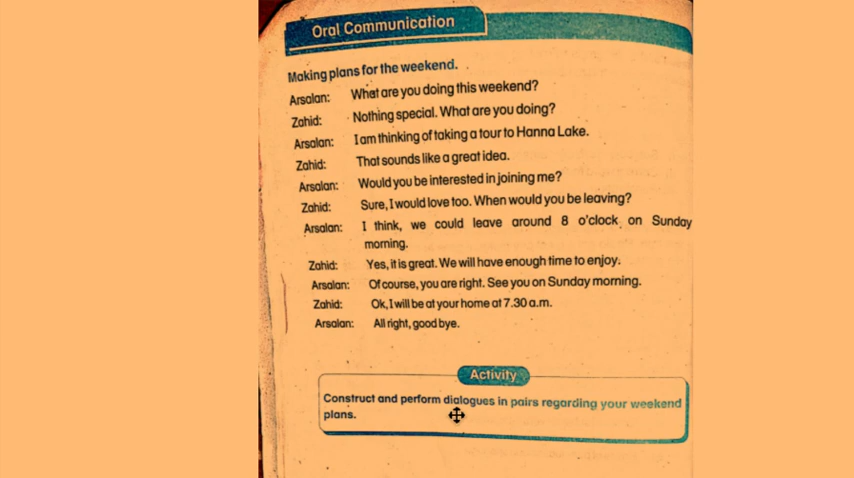 Oral Communication
Making plans for the weekend.
Arsalan: What are you doing this weekend?
Zahid: Nothing special. What are you doing?
Arsalan: I am thinking of taking a tour to Hanna Lake.
Zahid: That sounds like a great idea.
Arsalan: Would you be interested in joining me?
Zahid: Sure, I would love too. When would you be leaving?
Arsalan: I think, we could leave around 8 o'clock on Sunday
morning.
Zahid: Yes, it is great. We will have enough time to enjoy.
Arsalan: Of course, you are right. See you on Sunday morning.
Zahid: Ok, I will be at your home at 7.30 a.m.
Arsalan: All right, good bye.
Activity
Construct and perform dialogues in pairs regarding your weekend
plans.